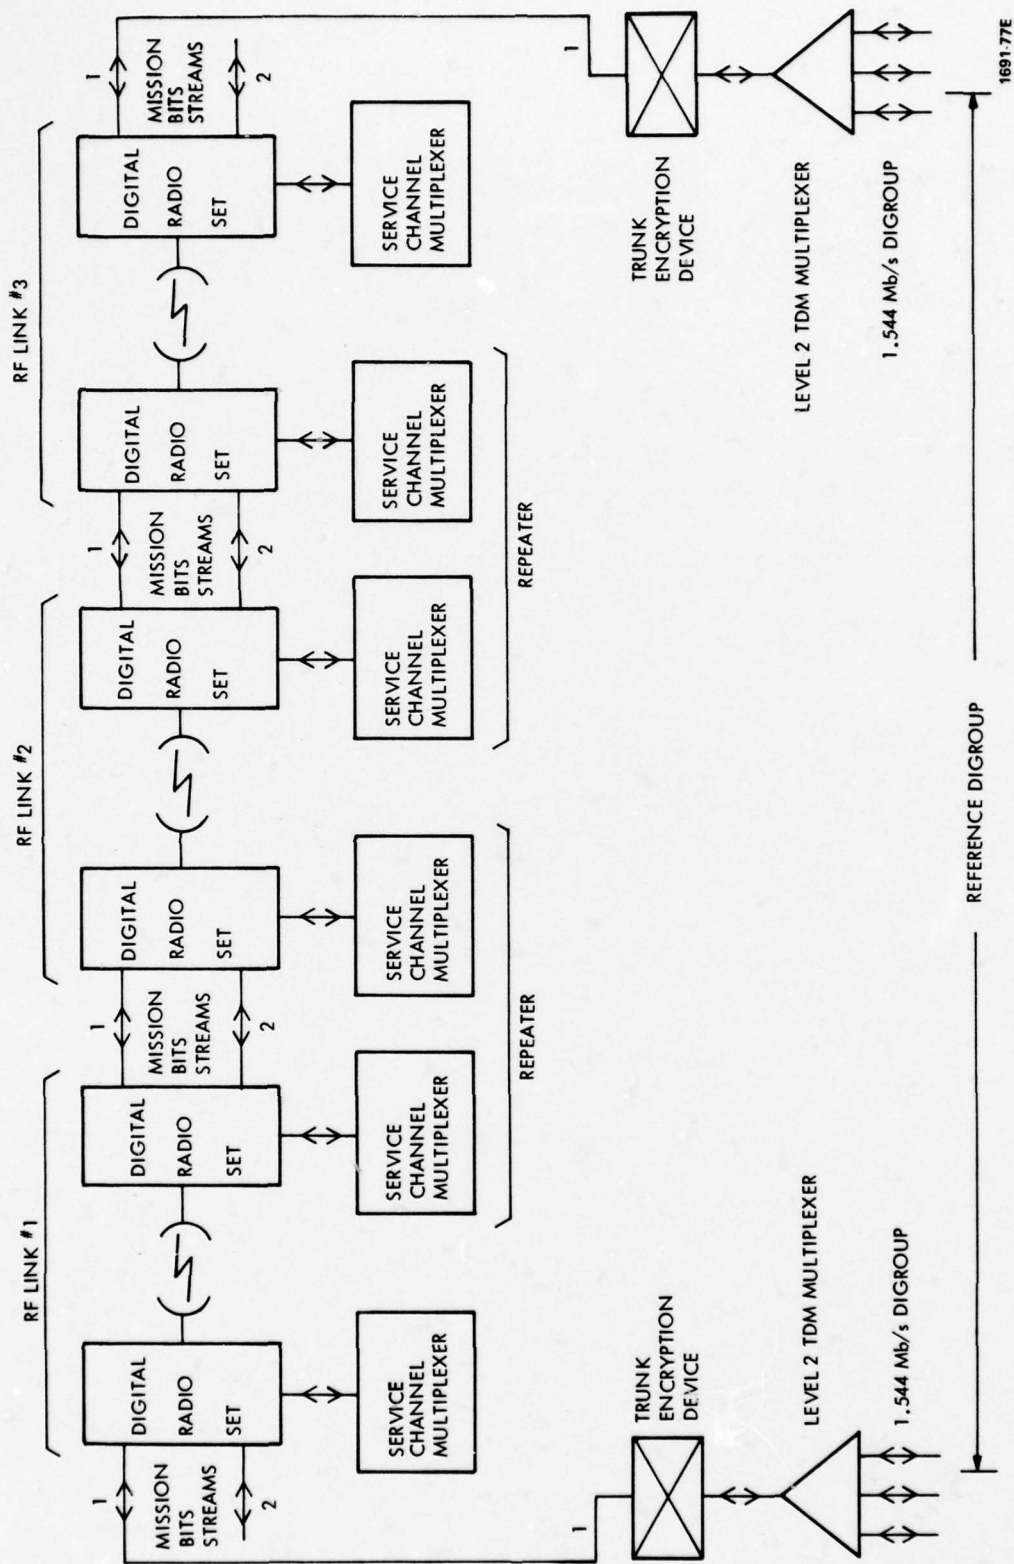 RF LINK #1
RF LINK #2
RF LINK #3
1
MISSION
BITS
STREAMS
2
DIGITAL
RADIO
SET
DIGITAL
RADIO
SET
1
MISSION
BITS
STREAMS
2
DIGITAL
RADIO
SET
DIGITAL
RADIO
SET
1
MISSION
BITS
STREAMS
2
DIGITAL
RADIO
SET
DIGITAL
RADIO
SET
1
MISSION
BITS
STREAMS
2
SERVICE
CHANNEL
MULTIPLEXER
SERVICE
CHANNEL
MULTIPLEXER
SERVICE
CHANNEL
MULTIPLEXER
SERVICE
CHANNEL
MULTIPLEXER
SERVICE
CHANNEL
MULTIPLEXER
SERVICE
CHANNEL
MULTIPLEXER
REPEATER
REPEATER
1
TRUNK
ENCRYPTION
DEVICE
1
TRUNK
ENCRYPTION
DEVICE
LEVEL 2 TDM MULTIPLEXER
LEVEL 2 TDM MULTIPLEXER
1.544 Mb/s DIGROUP
1.544 Mb/s DIGROUP
REFERENCE DIGROUP
1691-77E